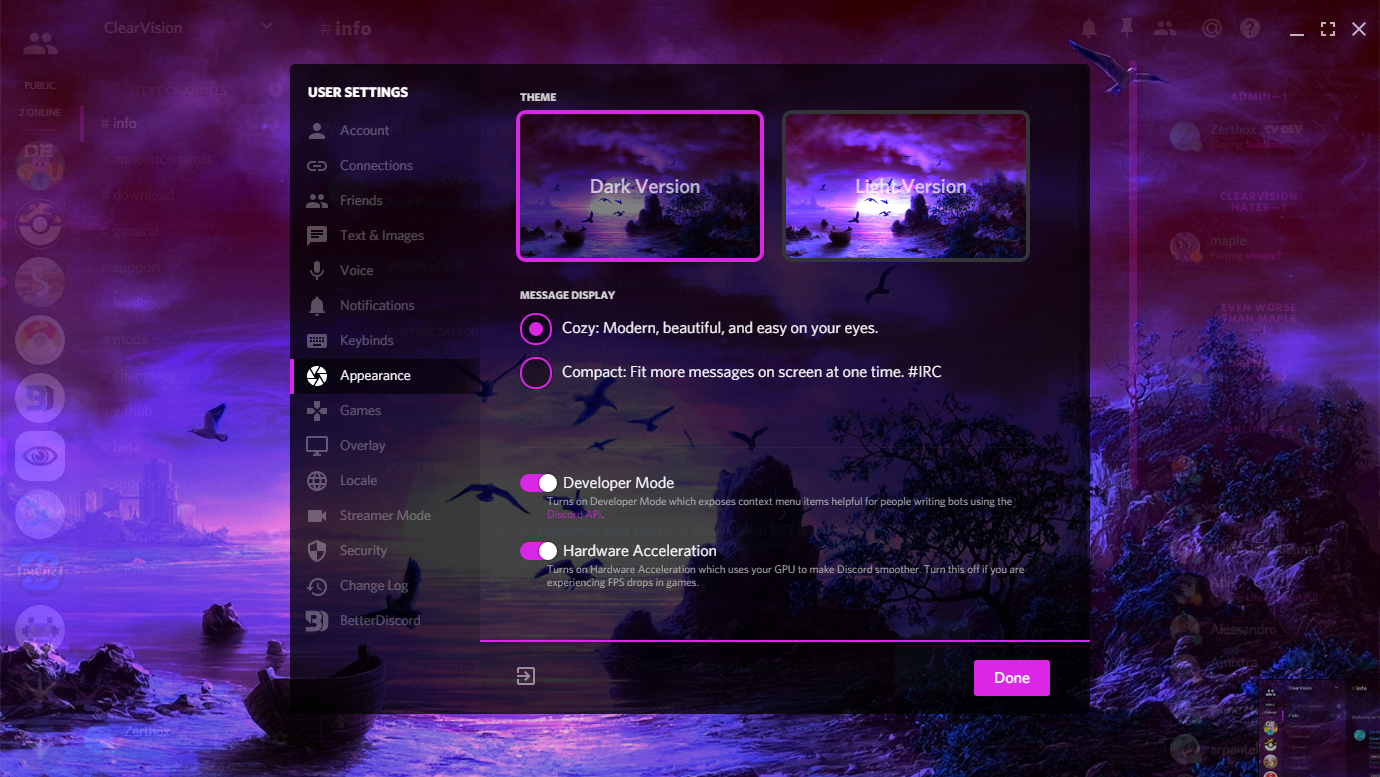 ClearVision
#info
PUBLIC
2 ONLINE
TEXT CHANNELS
# info
# announcements
# download
# general
# support
# feedback
# mods
# changelog
# github
# beta
USER SETTINGS
Account
Connections
Friends
Text & Images
Voice
Notifications
Keybinds
Appearance
Games
Overlay
Locale
Streamer Mode
Security
Change Log
BetterDiscord
THEME
Dark Version
Light Version
MESSAGE DISPLAY
Cozy: Modern, beautiful, and easy on your eyes.
Compact: Fit more messages on screen at one time. #IRC
Developer Mode
Turns on Developer Mode which exposes context menu items helpful for people writing bots using the
Discord API.
Hardware Acceleration
Turns on Hardware Acceleration which uses your GPU to make Discord smoother. Turn this off if you are
experiencing FPS drops in games.
Done
ADMIN—1
Zerthox CV DEV
Playing Sublime
CLEARVISION
HATER—1
maple
Playing sleepy?
EVEN WORSE
THAN MAPLE
—1
Alessandro
Zerthox